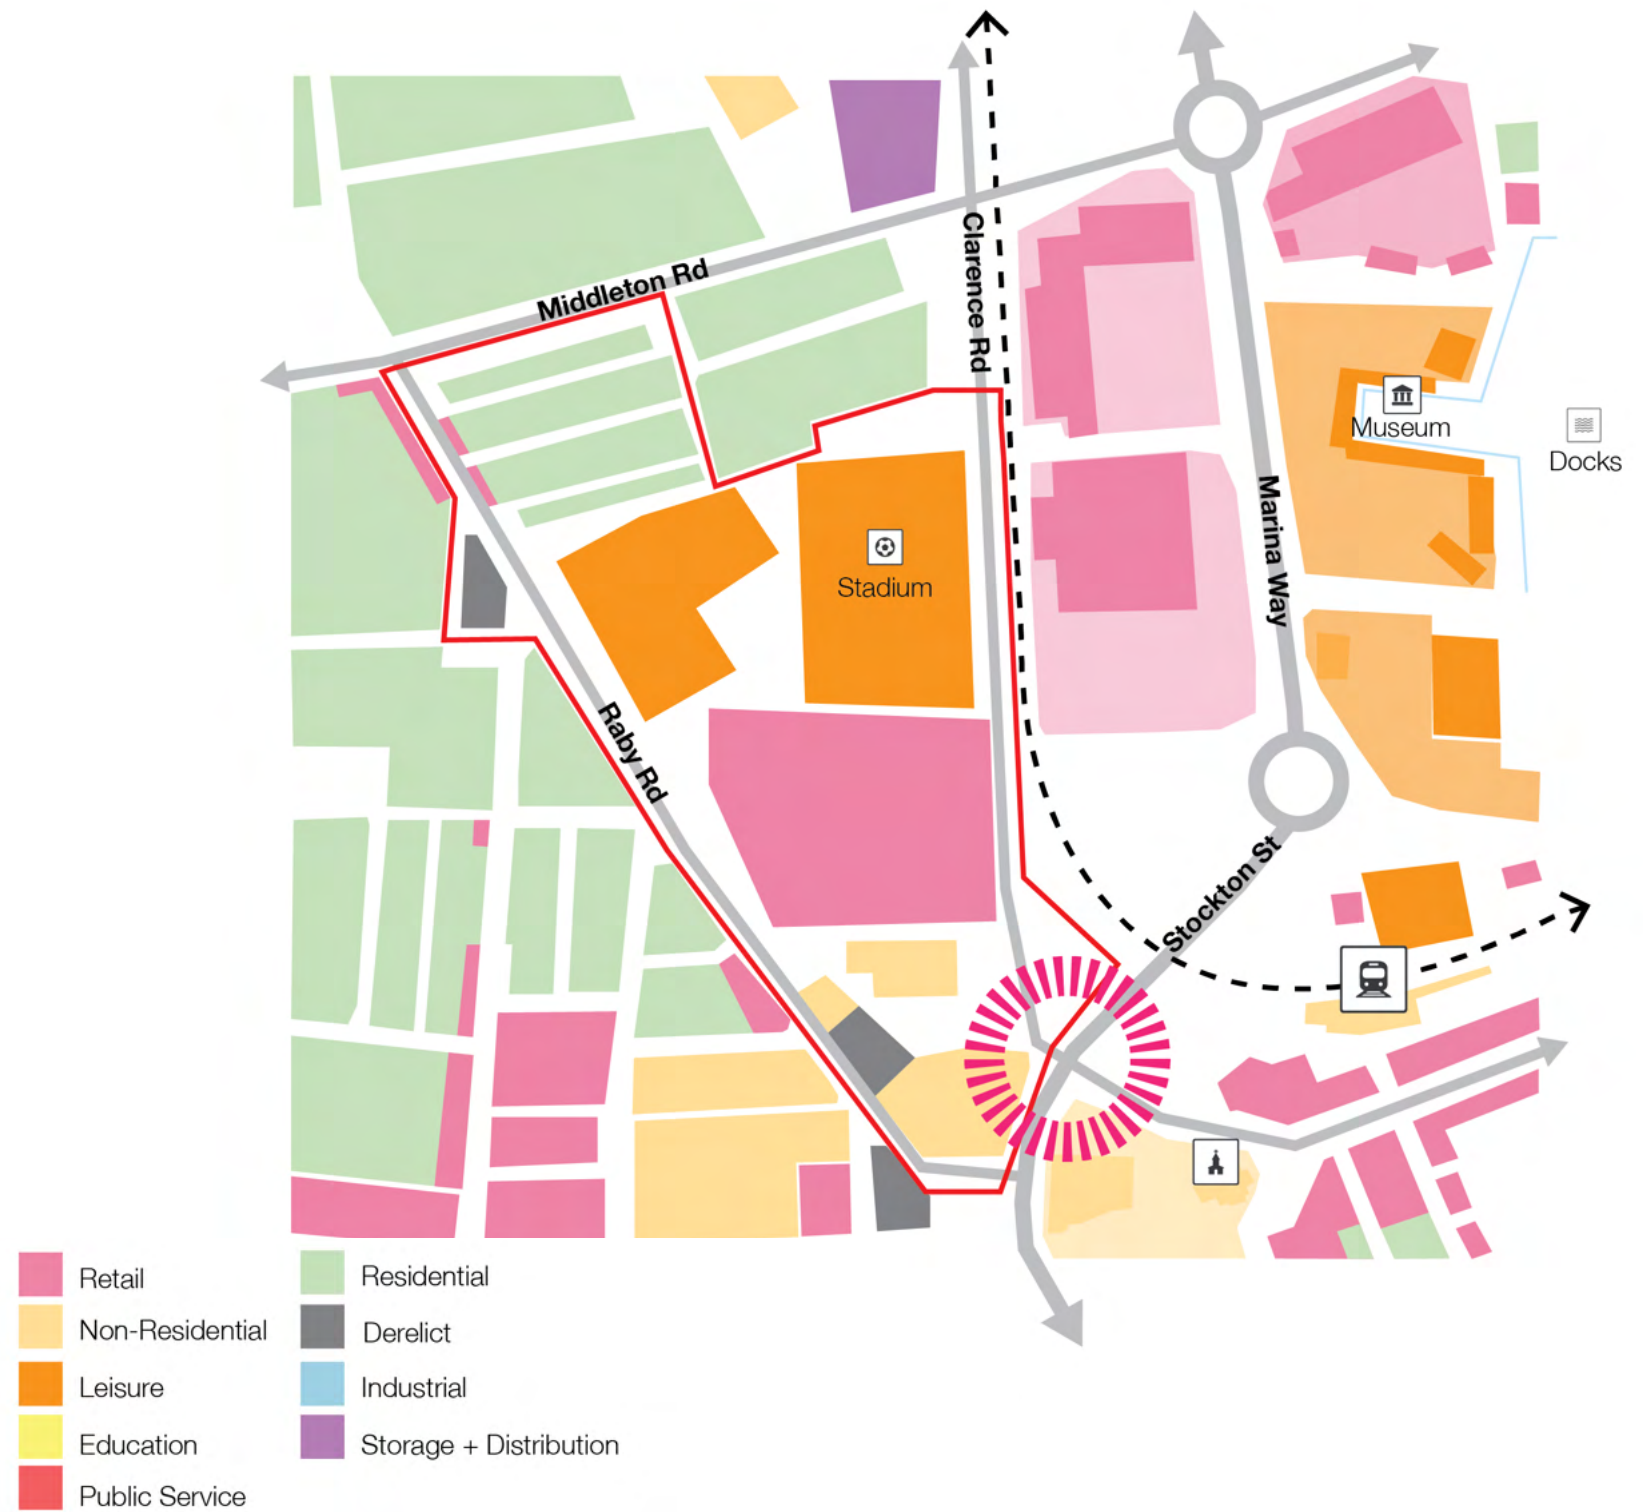 Middleton Rd
Clarence Rd
Museum
Docks
Marina Way
Stadium
Raby Rd
Stockton St
Retail
Residential
Non-Residential
Derelict
Leisure
Industrial
Education
Storage + Distribution
Public Service